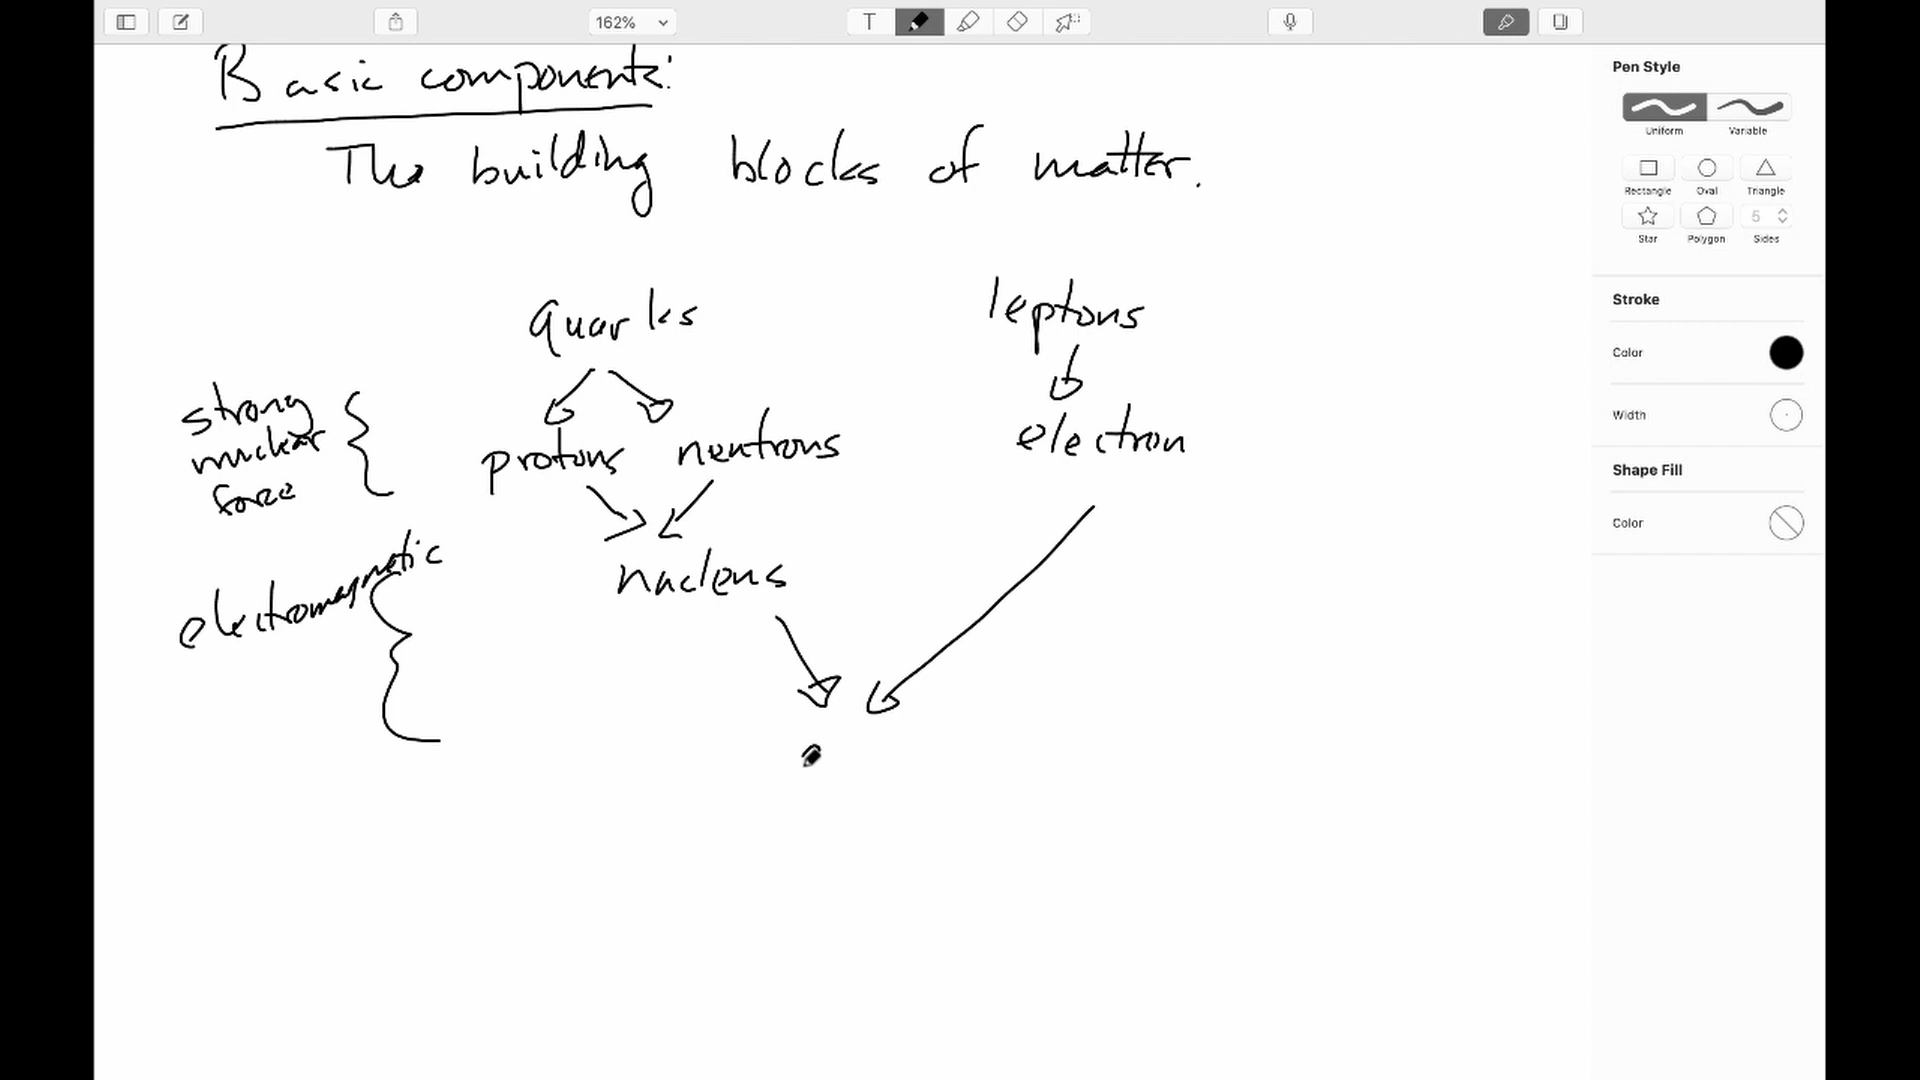 162%
T
Basic components:
The building blocks of matter.
quarks
leptons
strong
nuclear
force
protons
neutrons
electron
electromagnetic
nucleus
Pen Style
Uniform
Variable
Rectangle
Oval
Triangle
5
Star
Polygon
Sides
Stroke
Color
Width
Shape Fill
Color